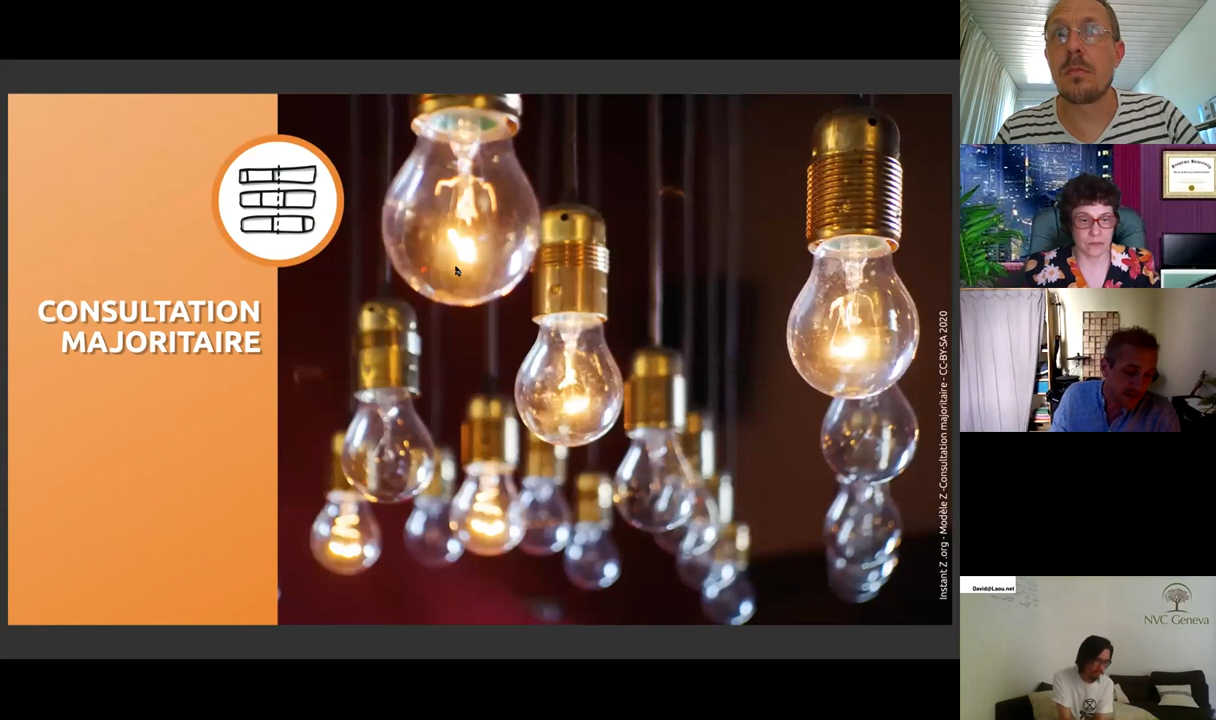 CONSULTATION
MAJORITAIRE
Instant Z .org - Modèle Z -Consultation majoritaire - CC-BY-SA 2020
David@Laou.net
NVC Geneva